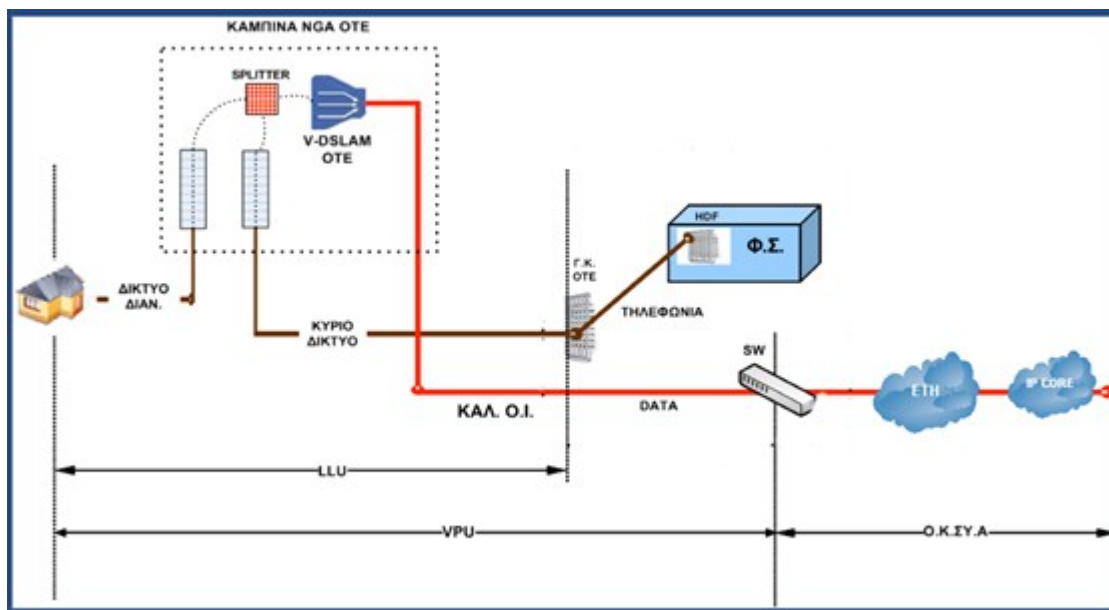 ΚΑΜΠΙΝΑ NGA ΟΤΕ
SPLITTER
V-DSLAM
ΟΤΕ
HDF
Φ.Σ.
Γ.Κ.
ΟΤΕ
ΔΙΚΤΥΟ
ΔΙΑΝ.
ΤΗΛΕΦΩΝΙΑ
ΚΥΡΙΟ
ΔΙΚΤΥΟ
SW
ETH
IP CORE
ΚΑΛ. Ο.Ι.
DATA
LLU
VPU
Ο.Κ.ΣΥ.Α